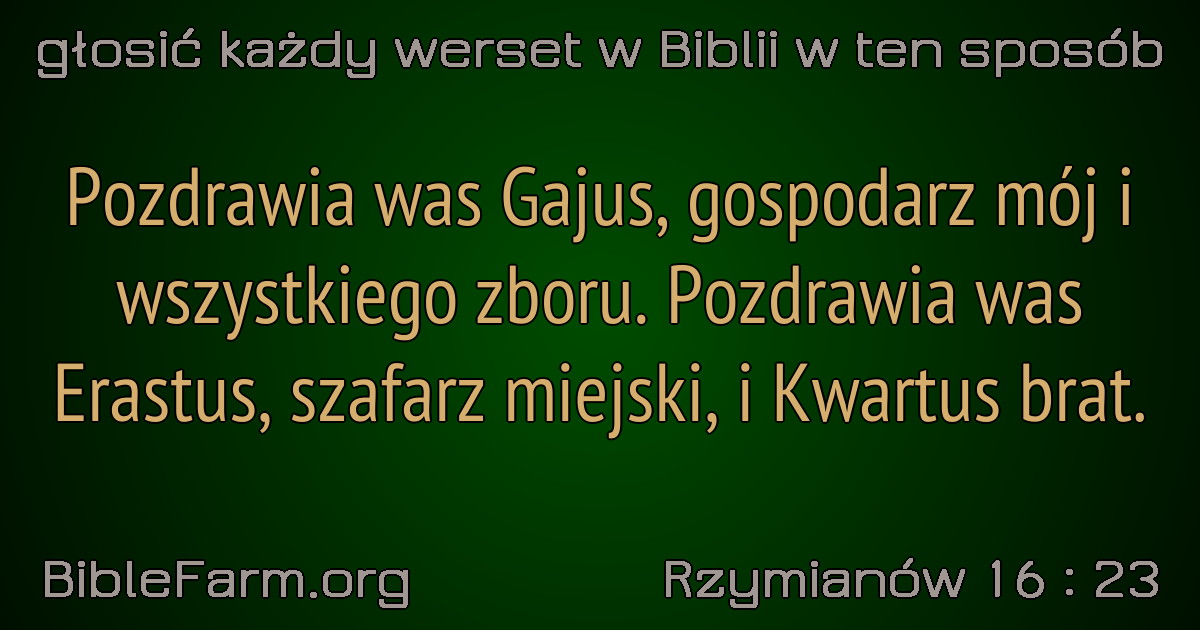 głosić każdy werset w Biblii w ten sposób
Pozdrawia was Gajus, gospodarz mój i
wszystkiego zboru. Pozdrawia was
Erastus, szafarz miejski, i Kwartus brat.
BibleFarm.org
Rzymianów 16 : 23